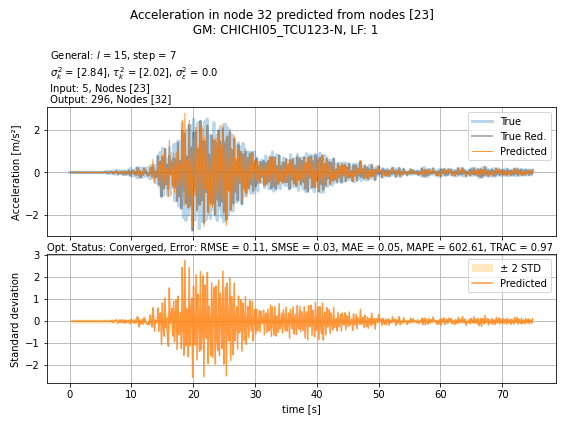 Acceleration in node 32 predicted from nodes [23]
GM: CHICHI05_TCU123-N, LF: 1
General: l = 15, step = 7
σ²ₖ = [2.84], τ²ₖ = [2.02], σ²ε = 0.0
Input: 5, Nodes [23]
Output: 296, Nodes [32]
Acceleration [m/s²]
2
0
−2
True
True Red.
Predicted
Opt. Status: Converged, Error: RMSE = 0.11, SMSE = 0.03, MAE = 0.05, MAPE = 602.61, TRAC = 0.97
Standard deviation
3
2
1
0
−1
−2
± 2 STD
Predicted
0 10 20 30 40 50 60 70
time [s]